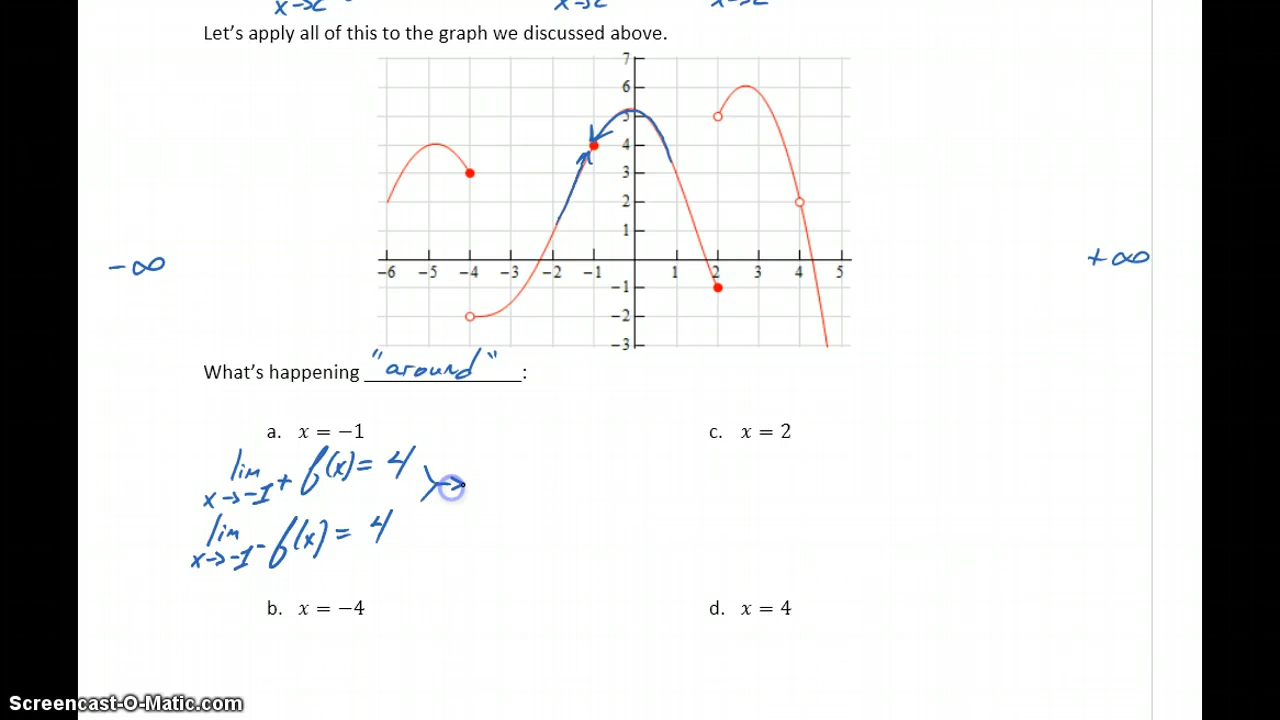 x→c x→c x→c
Let's apply all of this to the graph we discussed above.
7
6
5
4
3
2
1
−6 −5 −4 −3 −2 −1 1 2 3 4 5
−1
−2
−3
−∞ +∞
What's happening "around" :
a. x = −1 c. x = 2
lim f(x) = 4
x→−1⁺
lim f(x) = 4
x→−1⁻
b. x = −4 d. x = 4
Screencast-O-Matic.com